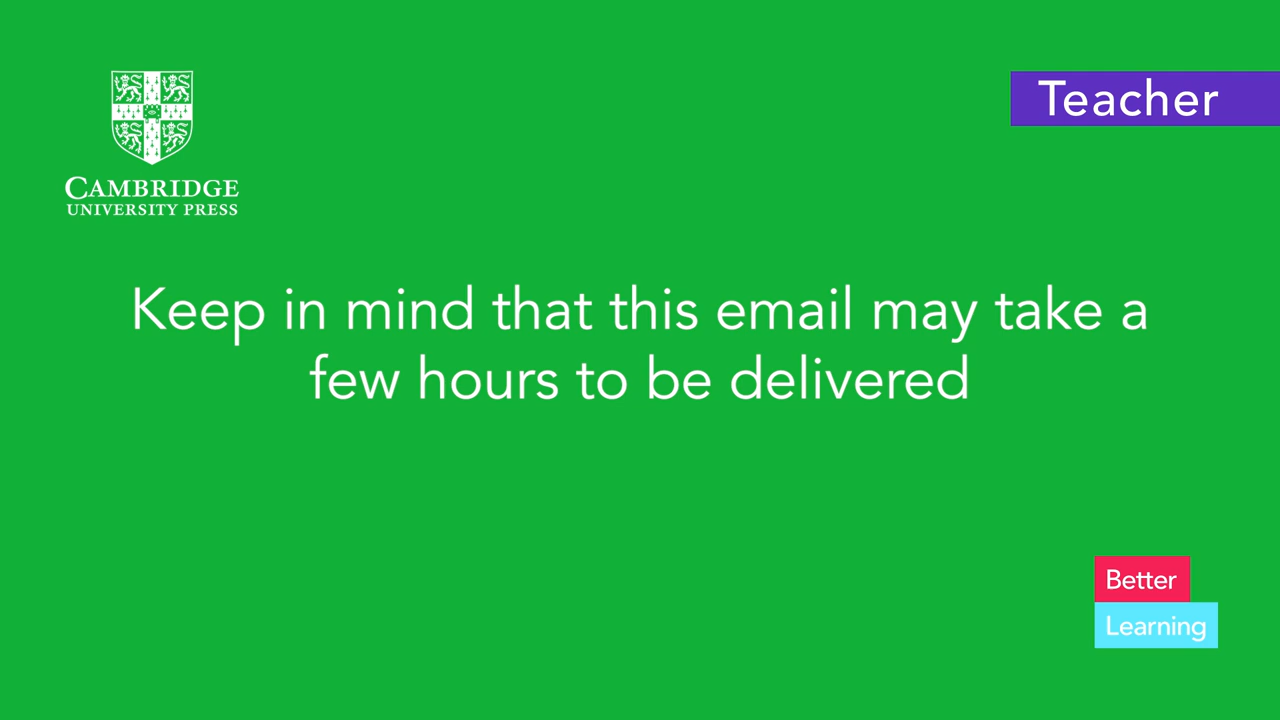 Teacher
CAMBRIDGE
UNIVERSITY PRESS
Keep in mind that this email may take a
few hours to be delivered
Better
Learning